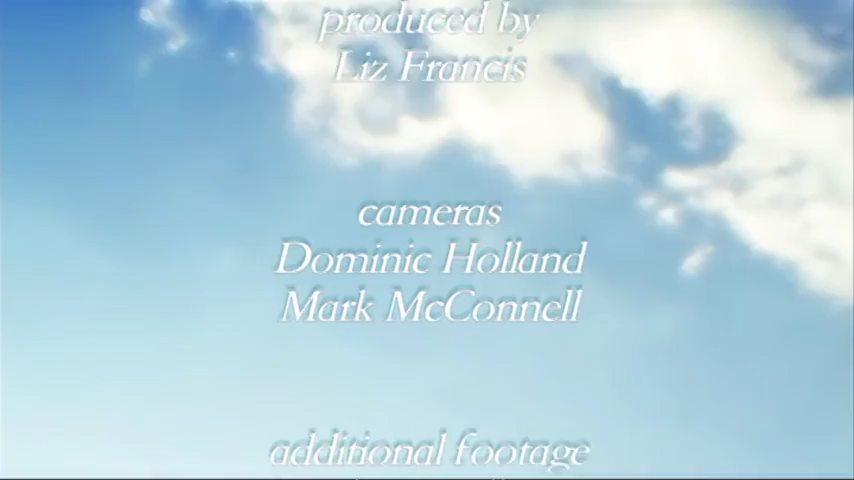 produced by
Liz Francis
cameras
Dominic Holland
Mark McConnell
additional footage